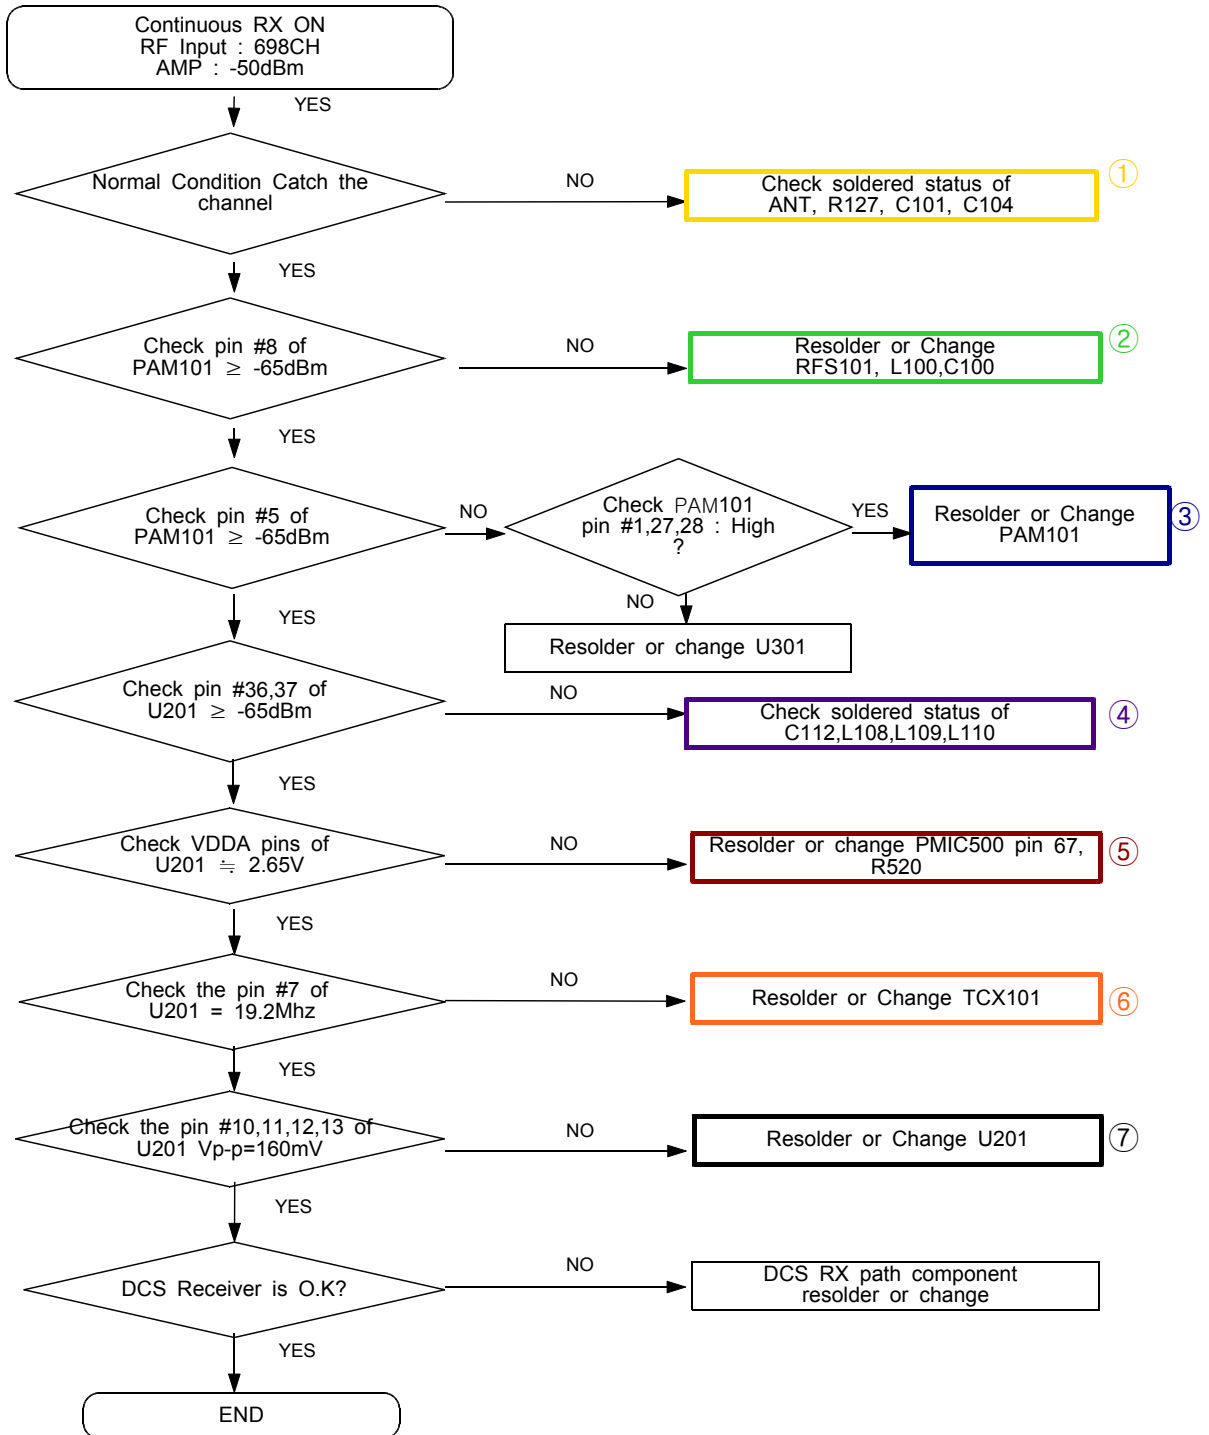 Continuous RX ON
RF Input : 698CH
AMP : -50dBm
YES
Normal Condition Catch the
channel
NO
Check soldered status of
ANT, R127, C101, C104
①
YES
Check pin #8 of
PAM101 ≥ -65dBm
NO
Resolder or Change
RFS101, L100,C100
②
YES
Check pin #5 of
PAM101 ≥ -65dBm
NO
Check PAM101
pin #1,27,28 : High
?
YES
Resolder or Change
PAM101
③
NO
Resolder or change U301
YES
Check pin #36,37 of
U201 ≥ -65dBm
NO
Check soldered status of
C112,L108,L109,L110
④
YES
Check VDDA pins of
U201 ≒ 2.65V
NO
Resolder or change PMIC500 pin 67,
R520
⑤
YES
Check the pin #7 of
U201 = 19.2Mhz
NO
Resolder or Change TCX101
⑥
YES
Check the pin #10,11,12,13 of
U201 Vp-p=160mV
NO
Resolder or Change U201
⑦
YES
DCS Receiver is O.K?
NO
DCS RX path component
resolder or change
YES
END